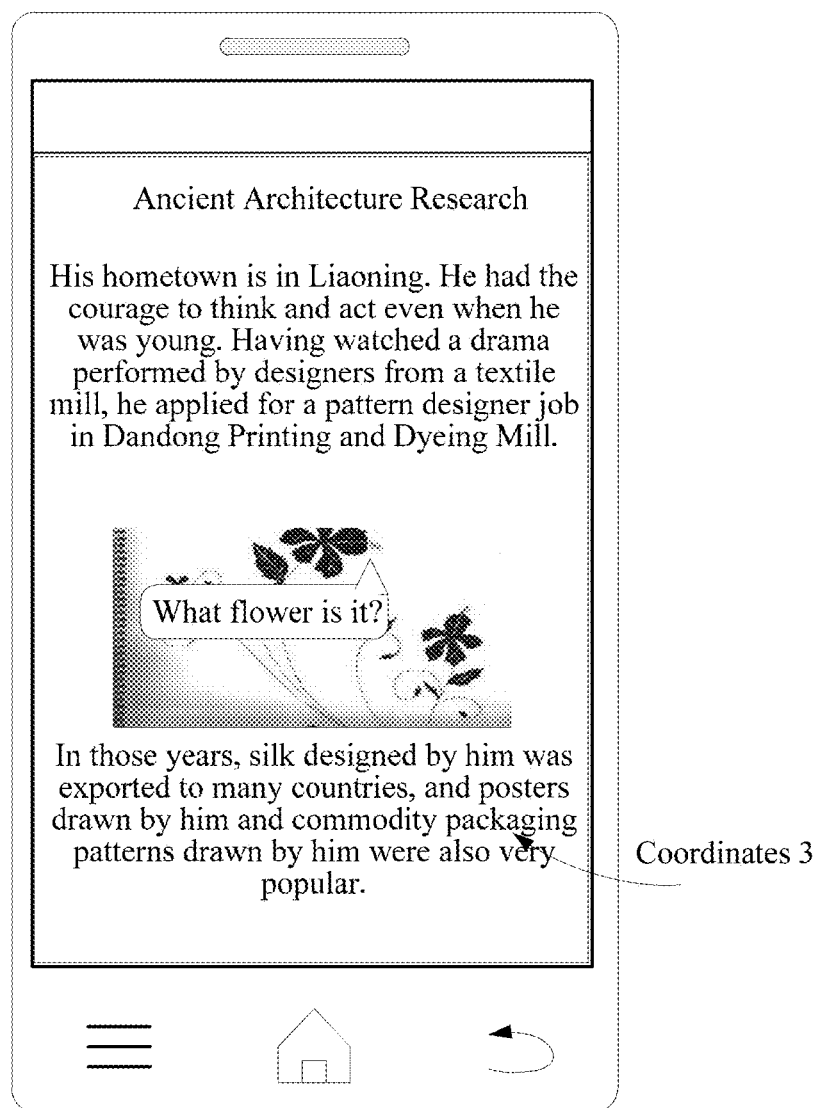 Ancient Architecture Research
His hometown is in Liaoning. He had the
courage to think and act even when he
was young. Having watched a drama
performed by designers from a textile
mill, he applied for a pattern designer job
in Dandong Printing and Dyeing Mill.
What flower is it?
In those years, silk designed by him was
exported to many countries, and posters
drawn by him and commodity packaging
patterns drawn by him were also very
popular.
Coordinates 3